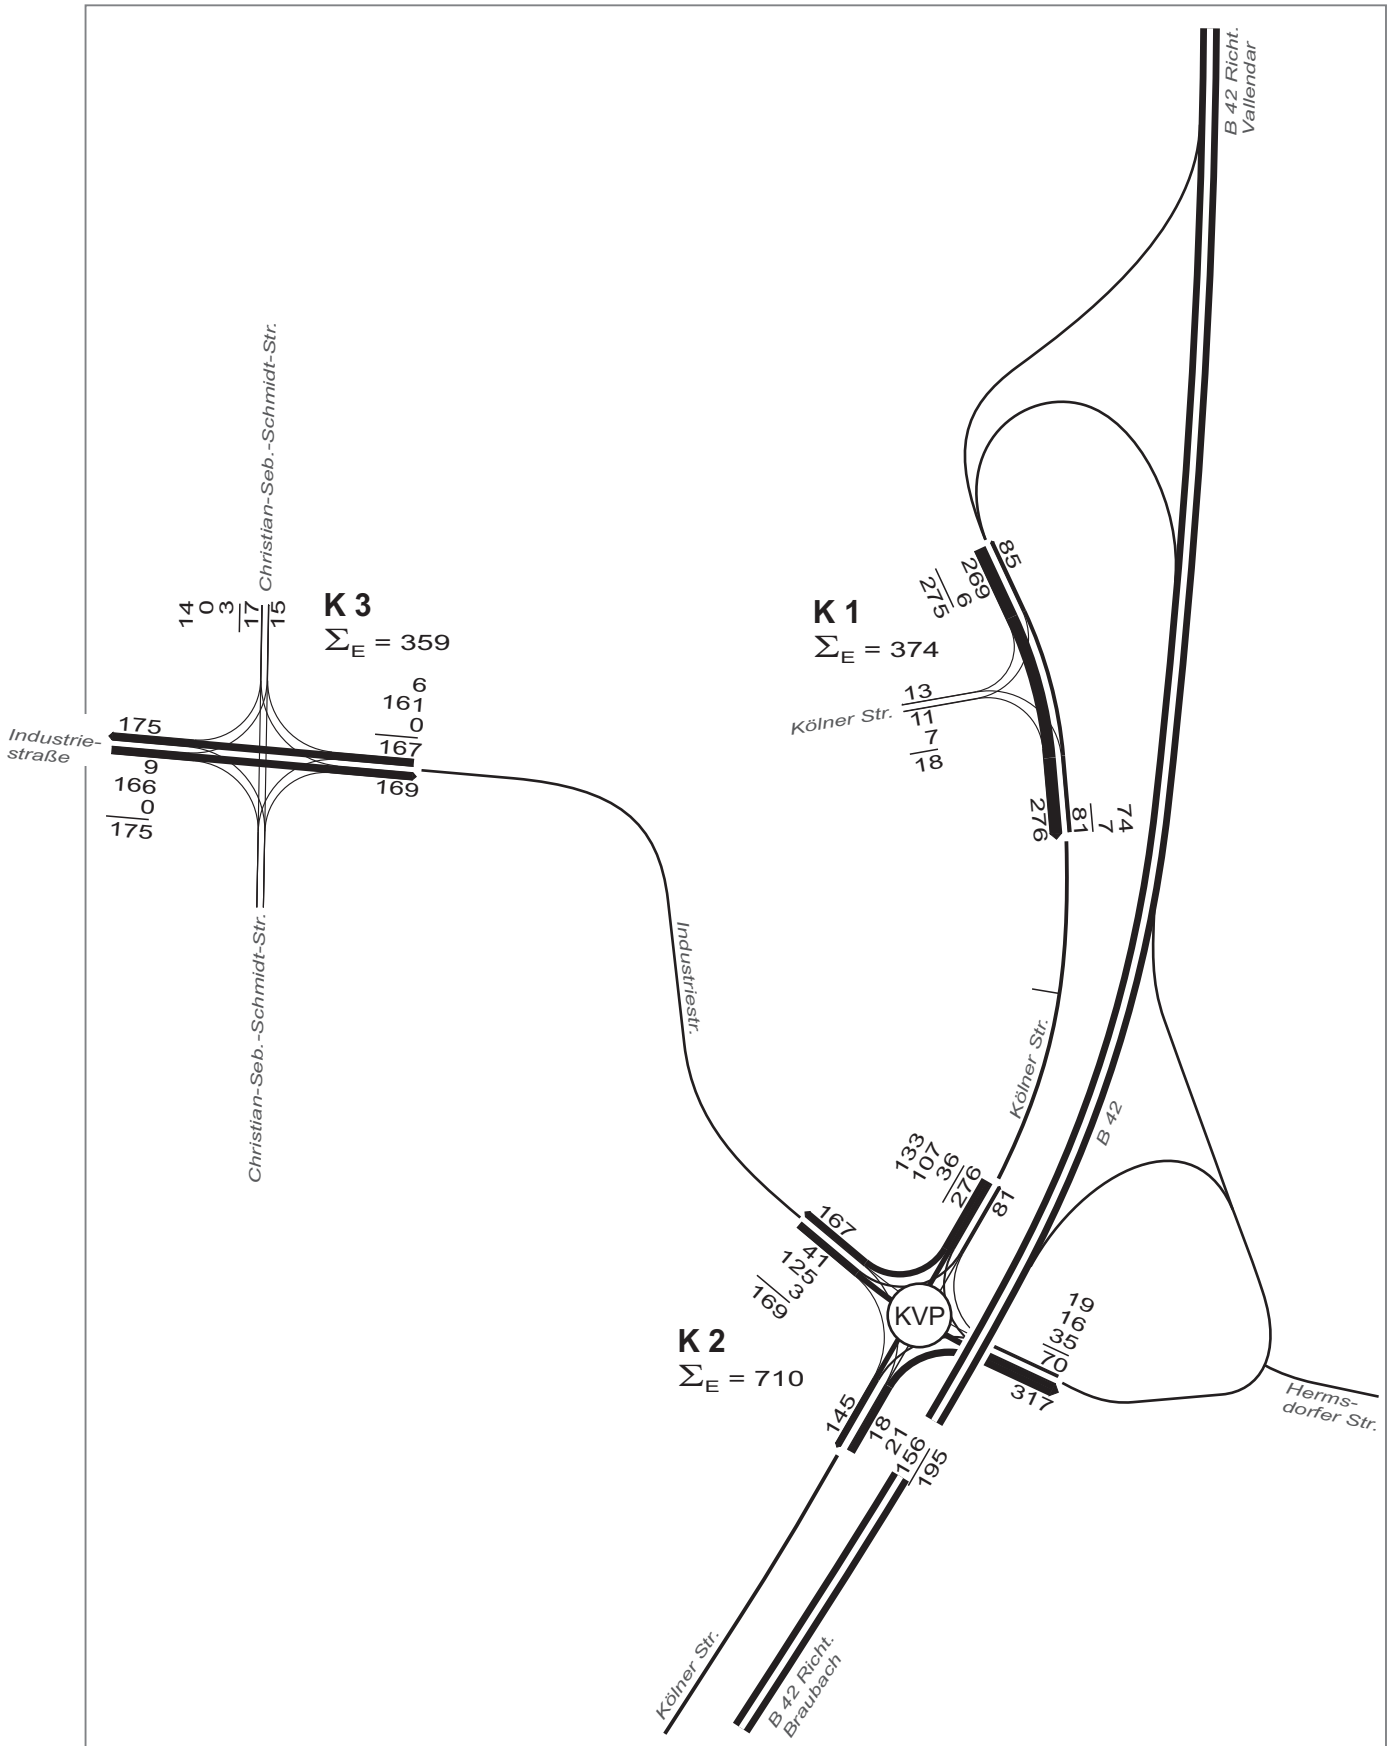 B 42 Richt.
Vallendar
Christian-Seb.-Schmidt-Str.
14
0
3
17
15
K 3
ΣE = 359
6
161
0
167
169
175
Industrie-
straße
9
166
0
175
Christian-Seb.-Schmidt-Str.
85
269
6
275
K 1
ΣE = 374
13
Kölner Str.
11
7
18
276
81
7
74
Industriestr.
Kölner Str.
B 42
133
107
36
276
81
167
41
125
3
169
KVP
K 2
ΣE = 710
19
16
35
70
317
Herms-
dorfer Str.
145
18
21
156
195
Kölner Str.
B 42 Richt.
Braubach